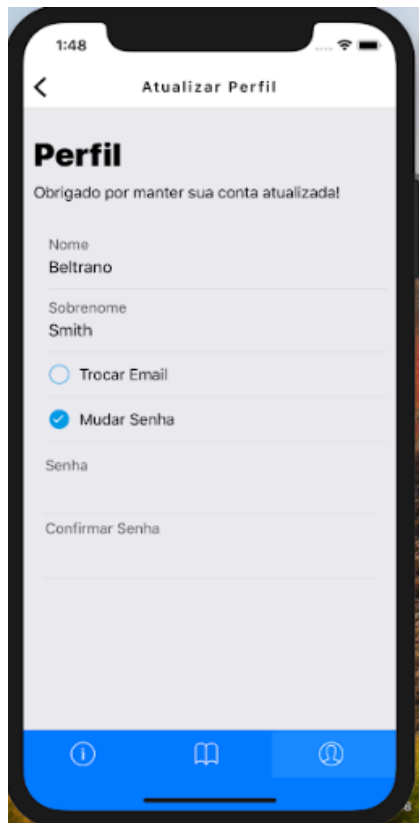 1:48
Atualizar Perfil
Perfil
Obrigado por manter sua conta atualizada!
Nome
Beltrano
Sobrenome
Smith
Trocar Email
Mudar Senha
Senha
Confirmar Senha
8